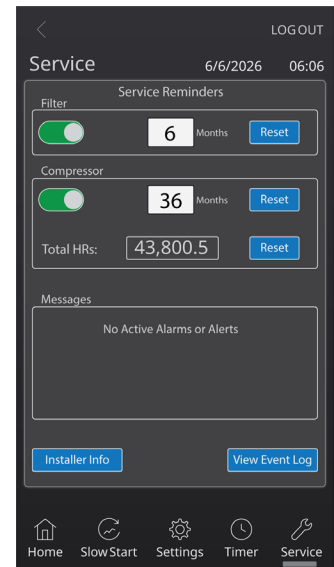 LOG OUT
Service 6/6/2026 06:06
Service Reminders
Filter
6 Months Reset
Compressor
36 Months Reset
Total HRs: 43,800.5 Reset
Messages
No Active Alarms or Alerts
Installer Info View Event Log
Home Slow Start Settings Timer Service